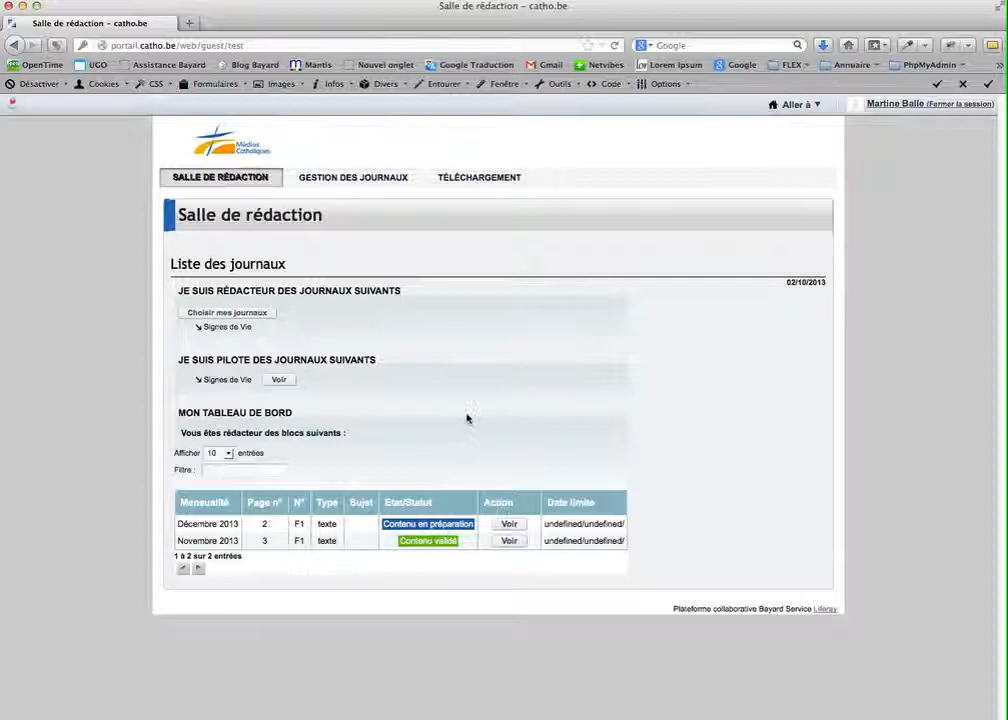 Salle de rédaction – catho.be
Salle de rédaction – catho.be +
portail.catho.be/web/guest/test Google
OpenTime UGO Assistance Bayard Blog Bayard Mantis Nouvel onglet Google Traduction Gmail Netvibes Lorem Ipsum Google FLEX Annuaire PhpMyAdmin »
Désactiver Cookies CSS Formulaires Images Infos Divers Entourer Fenêtre Outils Code Options
Aller à Martine Balle (Fermer la session)
Médias
Catholiques
SALLE DE RÉDACTION GESTION DES JOURNAUX TÉLÉCHARGEMENT
Salle de rédaction
Liste des journaux
02/10/2013
JE SUIS RÉDACTEUR DES JOURNAUX SUIVANTS
Choisir mes journaux
Signes de Vie
JE SUIS PILOTE DES JOURNAUX SUIVANTS
Signes de Vie Voir
MON TABLEAU DE BORD
Vous êtes rédacteur des blocs suivants :
Afficher 10 entrées
Filtre :
Mensualité Page n° N° Type Sujet Etat/Statut Action Date limite
Décembre 2013 2 F1 texte Contenu en préparation Voir undefined/undefined/
Novembre 2013 3 F1 texte Contenu validé Voir undefined/undefined/
1 à 2 sur 2 entrées
Plateforme collaborative Bayard Service Liferay